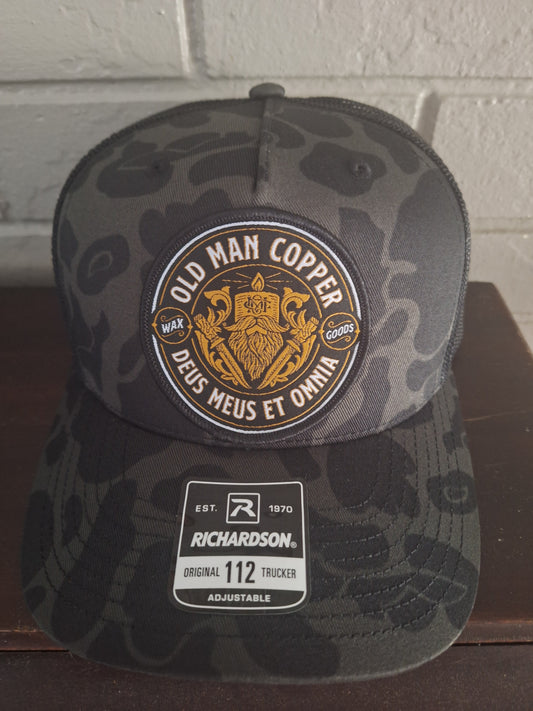 OLD MAN COPPER
WAX
GOODS
DEUS MEUS ET OMNIA
EST. R 1970
RICHARDSON®
ORIGINAL 112 TRUCKER
ADJUSTABLE